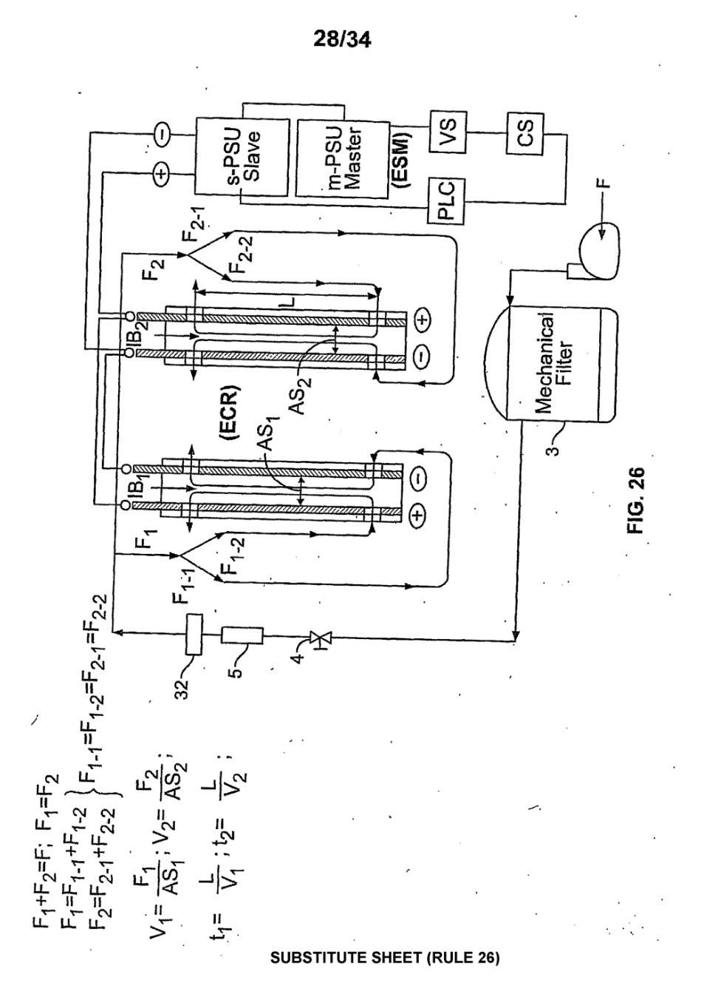 28/34
F1+F2=F; F1=F2
F1=F1-1+F1-2
F2=F2-1+F2-2
} F1-1=F1-2=F2-1=F2-2
V1= F1/AS1 ; V2= F2/AS2 ;
t1= L/V1 ; t2= L/V2 ;
32
5
4
F1
F1-1
F1-2
IB1
AS1
+
−
(ECR)
IB2
AS2
L
−
+
F2
F2-1
F2-2
+
−
s-PSU
Slave
m-PSU
Master
(ESM)
PLC
VS
CS
F
Mechanical
Filter
3
FIG. 26
SUBSTITUTE SHEET (RULE 26)